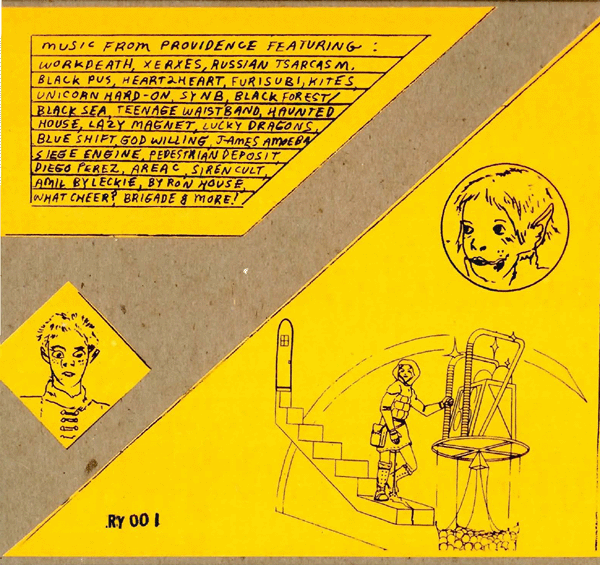 MUSIC FROM PROVIDENCE FEATURING :
WORKDEATH, XERXES, RUSSIAN TSARCASM,
BLACK PUS, HEART2HEART, FURISUBI, KITES,
UNICORN HARD-ON, SYNB, BLACK FOREST/
BLACK SEA, TEENAGE WAISTBAND, HAUNTED
HOUSE, LAZY MAGNET, LUCKY DRAGONS,
BLUE SHIFT, GOD WILLING, JAMES AMOEBA
SIEGE ENGINE, PEDESTRIAN DEPOSIT
DIEGO PEREZ, AREA C, SIREN CULT,
AMIL BYLECKIE, BYRON HOUSE,
WHAT CHEER? BRIGADE & MORE!
RY 001